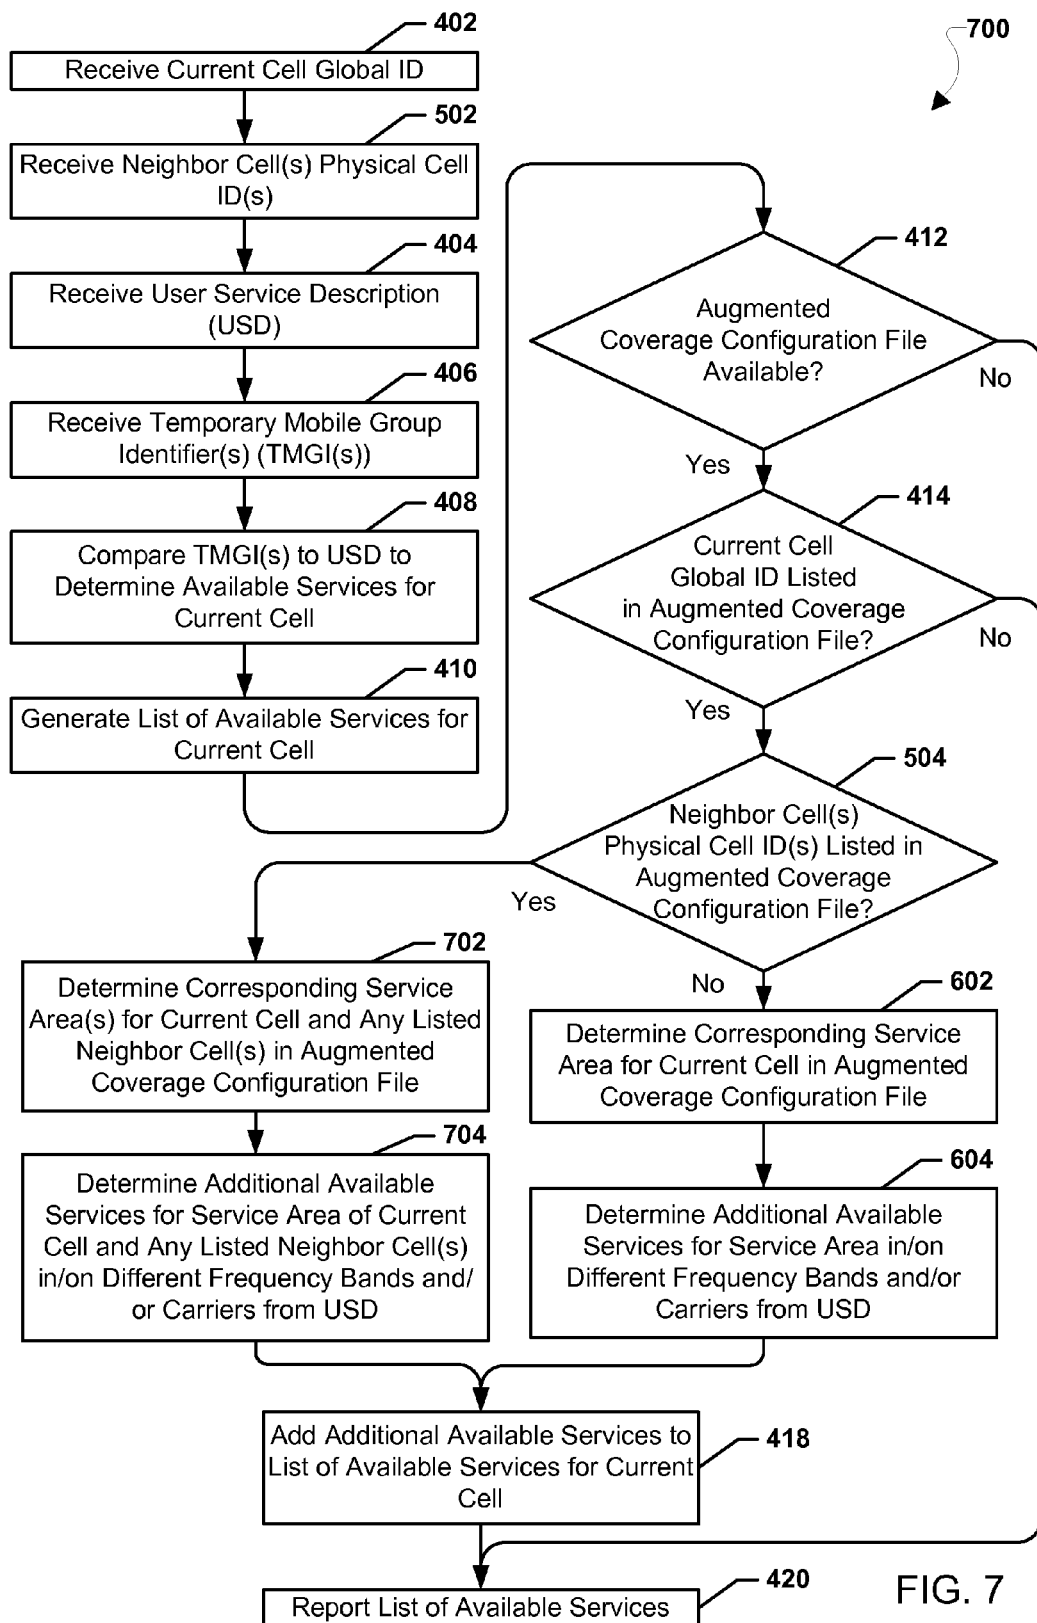 700
402
Receive Current Cell Global ID
502
Receive Neighbor Cell(s) Physical Cell
ID(s)
404
Receive User Service Description
(USD)
406
Receive Temporary Mobile Group
Identifier(s) (TMGI(s))
408
Compare TMGI(s) to USD to
Determine Available Services for
Current Cell
410
Generate List of Available Services for
Current Cell
412
Augmented
Coverage Configuration File
Available?
No
Yes
414
Current Cell
Global ID Listed
in Augmented Coverage
Configuration File?
No
Yes
504
Neighbor Cell(s)
Physical Cell ID(s) Listed in
Augmented Coverage
Configuration File?
Yes
No
702
Determine Corresponding Service
Area(s) for Current Cell and Any Listed
Neighbor Cell(s) in Augmented
Coverage Configuration File
704
Determine Additional Available
Services for Service Area of Current
Cell and Any Listed Neighbor Cell(s)
in/on Different Frequency Bands and/
or Carriers from USD
602
Determine Corresponding Service
Area for Current Cell in Augmented
Coverage Configuration File
604
Determine Additional Available
Services for Service Area in/on
Different Frequency Bands and/or
Carriers from USD
418
Add Additional Available Services to
List of Available Services for Current
Cell
420
Report List of Available Services
FIG. 7